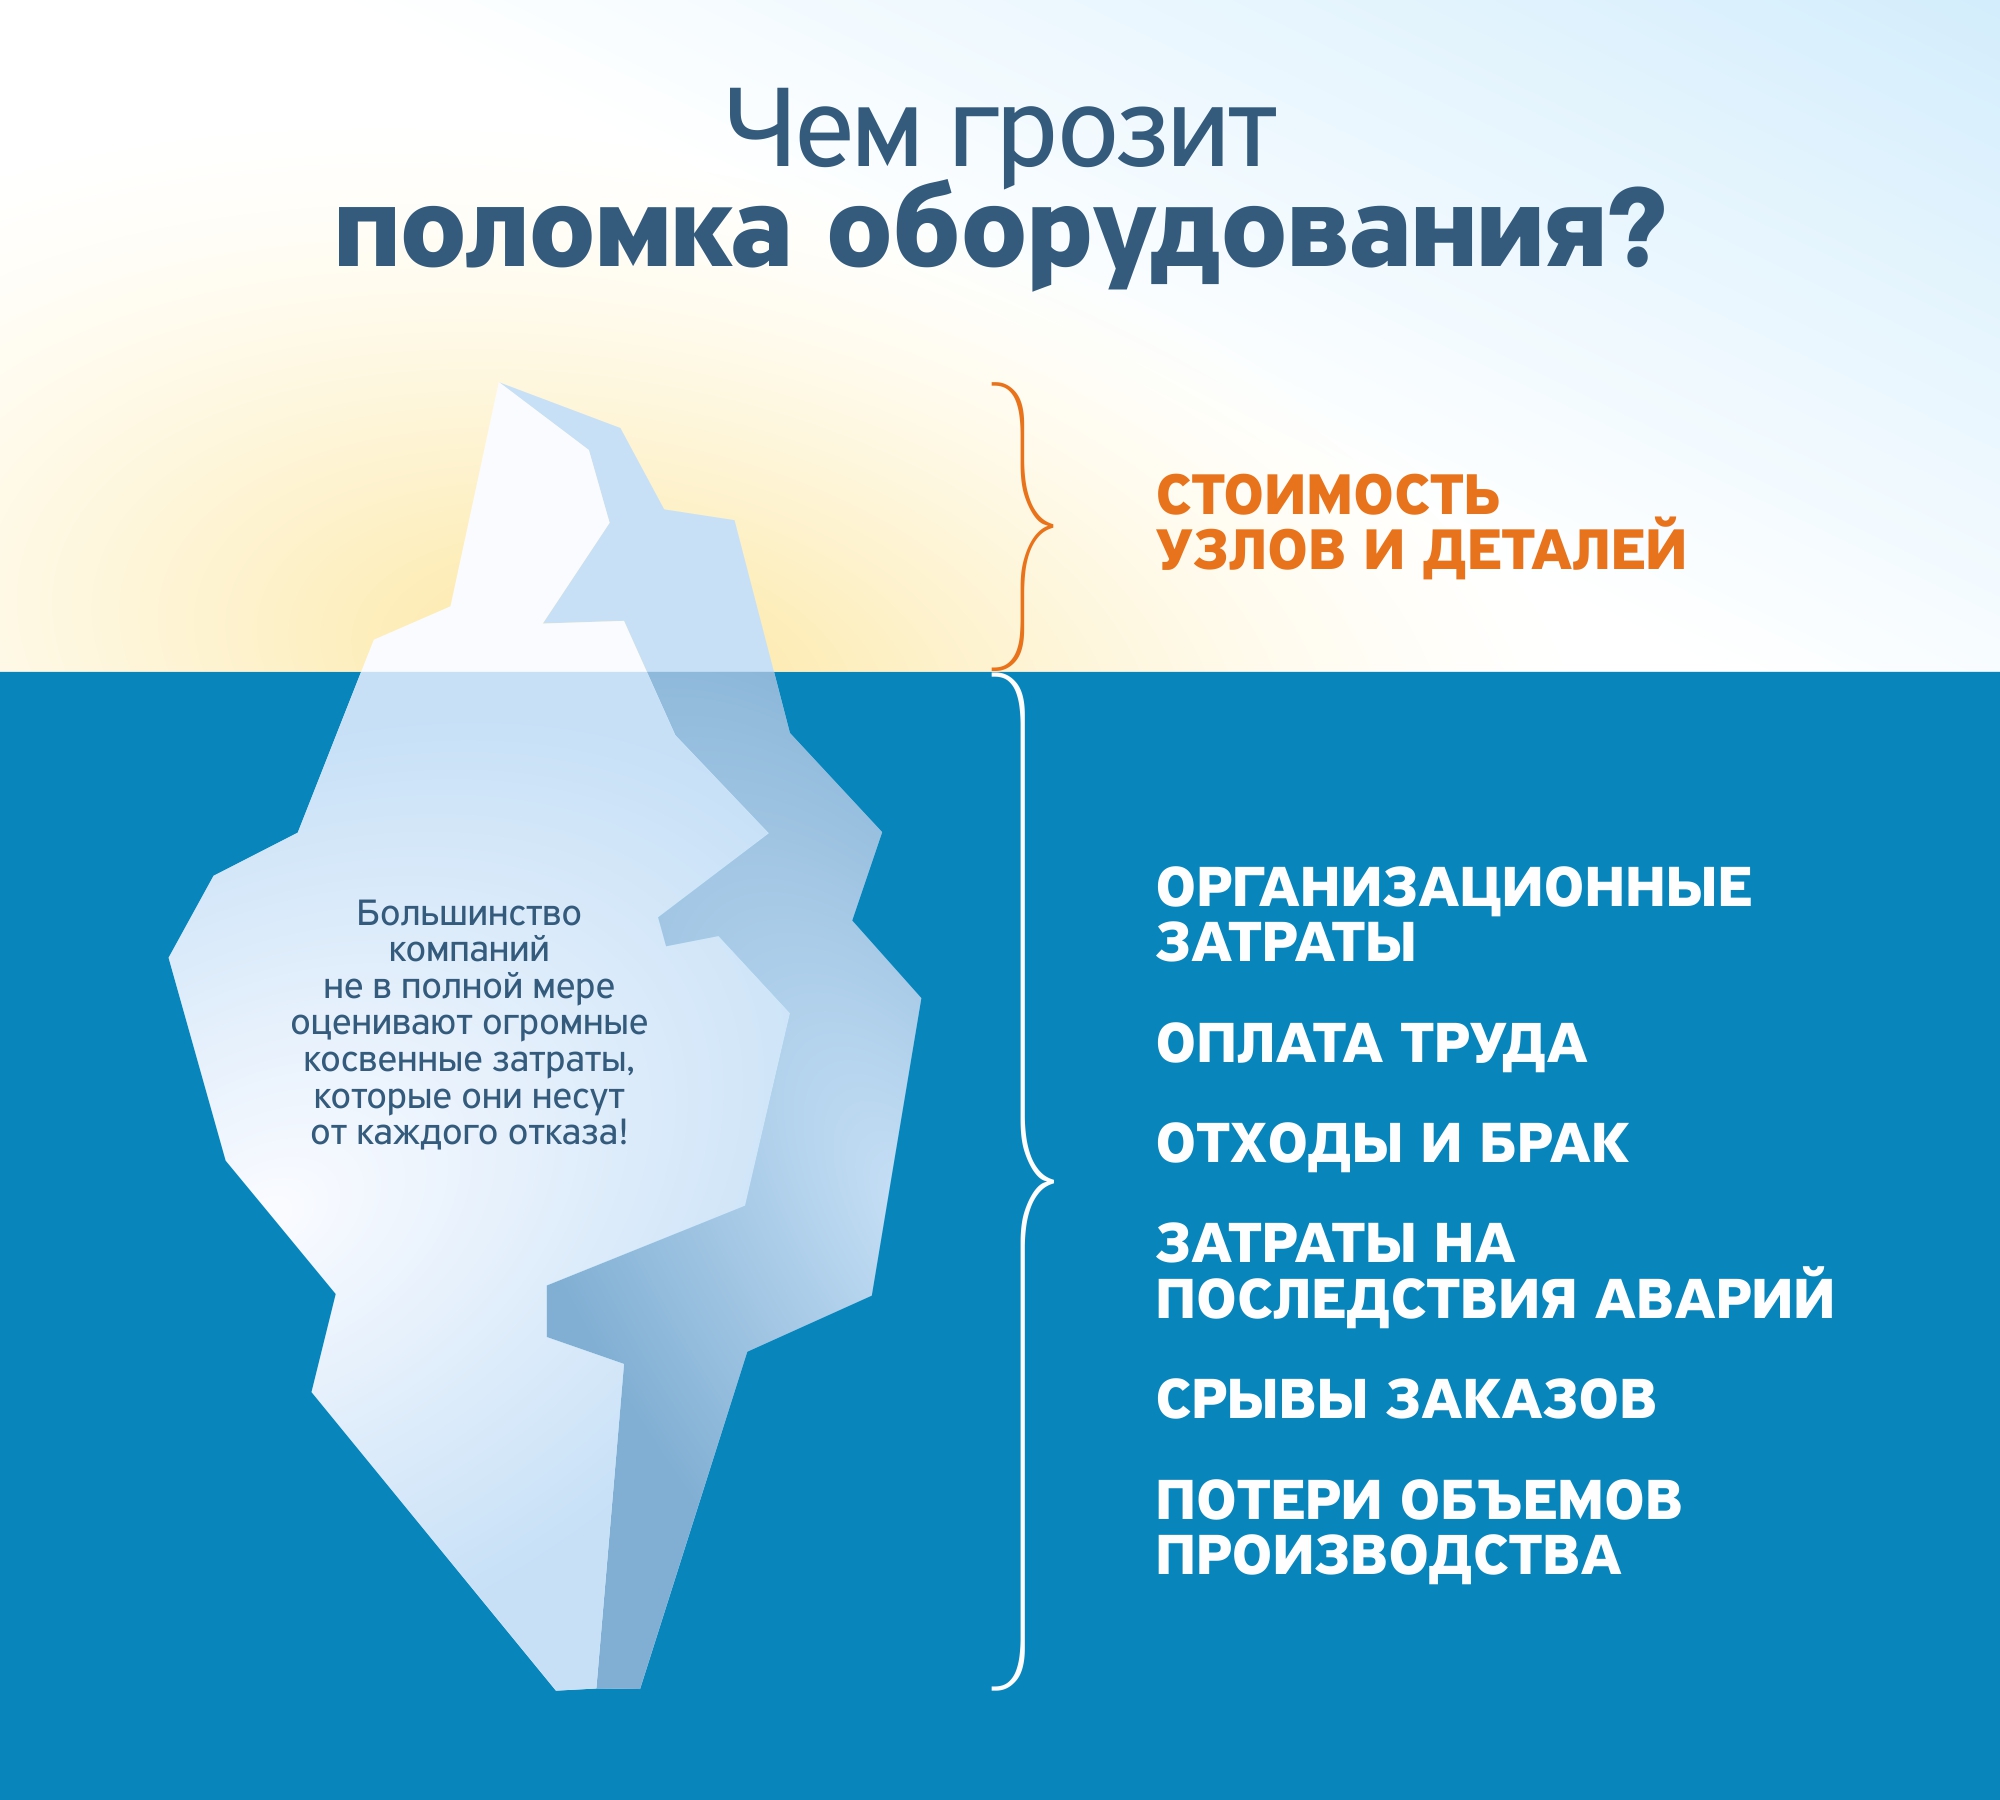 Чем грозит
поломка оборудования?
СТОИМОСТЬ
УЗЛОВ И ДЕТАЛЕЙ
Большинство
компаний
не в полной мере
оценивают огромные
косвенные затраты,
которые они несут
от каждого отказа!
ОРГАНИЗАЦИОННЫЕ
ЗАТРАТЫ
ОПЛАТА ТРУДА
ОТХОДЫ И БРАК
ЗАТРАТЫ НА
ПОСЛЕДСТВИЯ АВАРИЙ
СРЫВЫ ЗАКАЗОВ
ПОТЕРИ ОБЪЕМОВ
ПРОИЗВОДСТВА